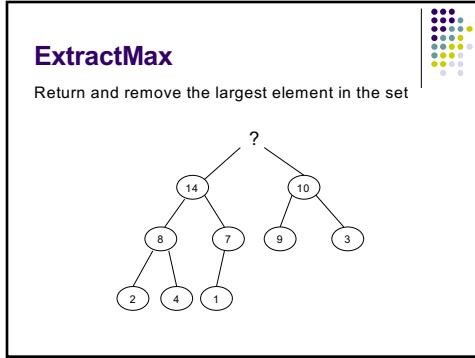 ExtractMax
Return and remove the largest element in the set
?
14 10
8 7 9 3
2 4 1